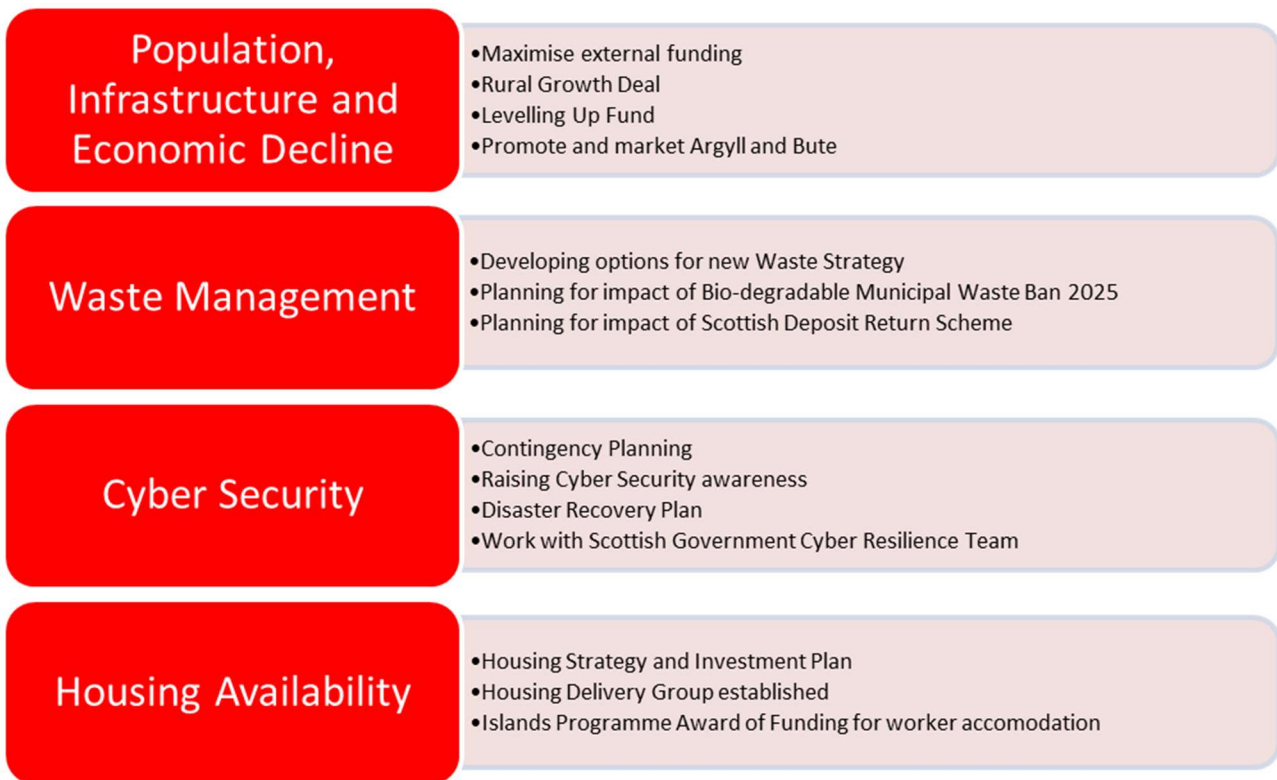 Population,
Infrastructure and
Economic Decline
•Maximise external funding
•Rural Growth Deal
•Levelling Up Fund
•Promote and market Argyll and Bute
Waste Management
•Developing options for new Waste Strategy
•Planning for impact of Bio-degradable Municipal Waste Ban 2025
•Planning for impact of Scottish Deposit Return Scheme
Cyber Security
•Contingency Planning
•Raising Cyber Security awareness
•Disaster Recovery Plan
•Work with Scottish Government Cyber Resilience Team
Housing Availability
•Housing Strategy and Investment Plan
•Housing Delivery Group established
•Islands Programme Award of Funding for worker accomodation